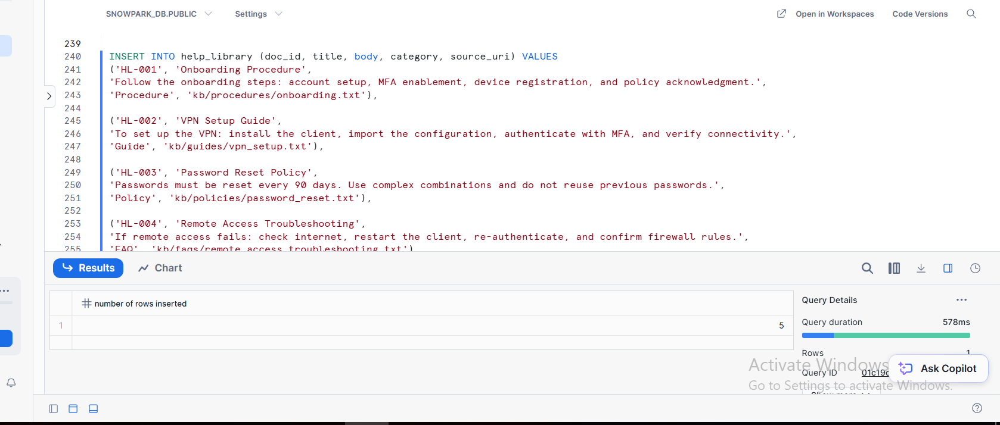 SNOWPARK_DB.PUBLIC Settings Open in Workspaces Code Versions
239
240 INSERT INTO help_library (doc_id, title, body, category, source_uri) VALUES
241 ('HL-001', 'Onboarding Procedure',
242 'Follow the onboarding steps: account setup, MFA enablement, device registration, and policy acknowledgment.',
243 'Procedure', 'kb/procedures/onboarding.txt'),
244
245 ('HL-002', 'VPN Setup Guide',
246 'To set up the VPN: install the client, import the configuration, authenticate with MFA, and verify connectivity.',
247 'Guide', 'kb/guides/vpn_setup.txt'),
248
249 ('HL-003', 'Password Reset Policy',
250 'Passwords must be reset every 90 days. Use complex combinations and do not reuse previous passwords.',
251 'Policy', 'kb/policies/password_reset.txt'),
252
253 ('HL-004', 'Remote Access Troubleshooting',
254 'If remote access fails: check internet, restart the client, re-authenticate, and confirm firewall rules.',
255 'FAQ', 'kb/faqs/remote_access_troubleshooting.txt')
Results Chart
number of rows inserted
1 5
Query Details
Query duration 578ms
Rows 1
Query ID 01c19c
Show more
Ask Copilot
Activate Windows
Go to Settings to activate Windows.